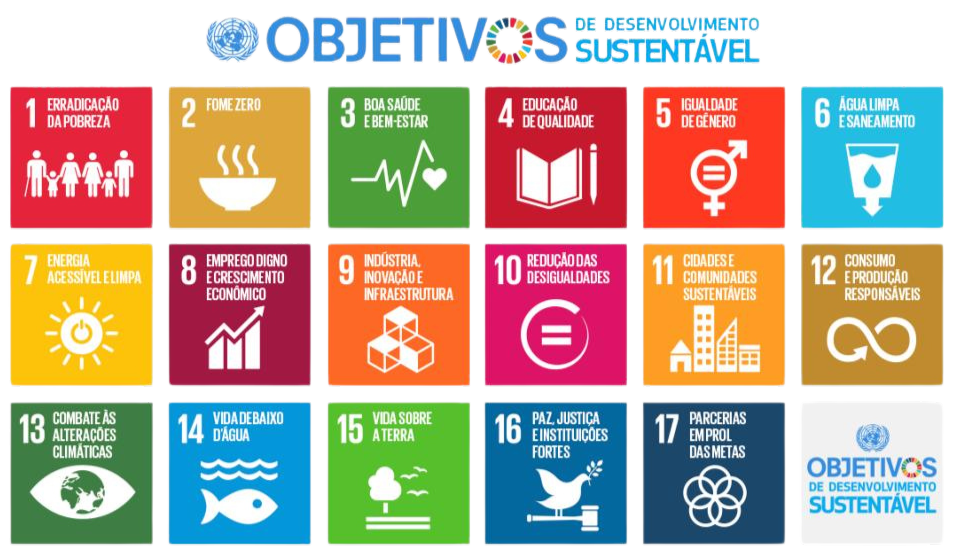 OBJETIVOS
DE DESENVOLVIMENTO
SUSTENTÁVEL
1 ERRADICAÇÃO
DA POBREZA
2 FOME ZERO
3 BOA SAÚDE
E BEM-ESTAR
4 EDUCAÇÃO
DE QUALIDADE
5 IGUALDADE
DE GÊNERO
6 ÁGUA LIMPA
E SANEAMENTO
7 ENERGIA
ACESSÍVEL E LIMPA
8 EMPREGO DIGNO
E CRESCIMENTO
ECONÓMICO
9 INDÚSTRIA,
INOVAÇÃO E
INFRAESTRUTURA
10 REDUÇÃO DAS
DESIGUALDADES
11 CIDADES E
COMUNIDADES
SUSTENTÁVEIS
12 CONSUMO
E PRODUÇÃO
RESPONSÁVEIS
13 COMBATE ÀS
ALTERAÇÕES
CLIMÁTICAS
14 VIDA DEBAIXO
D'ÁGUA
15 VIDA SOBRE
A TERRA
16 PAZ, JUSTIÇA
E INSTITUIÇÕES
FORTES
17 PARCERIAS
EM PROL
DAS METAS
OBJETIVOS
DE DESENVOLVIMENTO
SUSTENTÁVEL